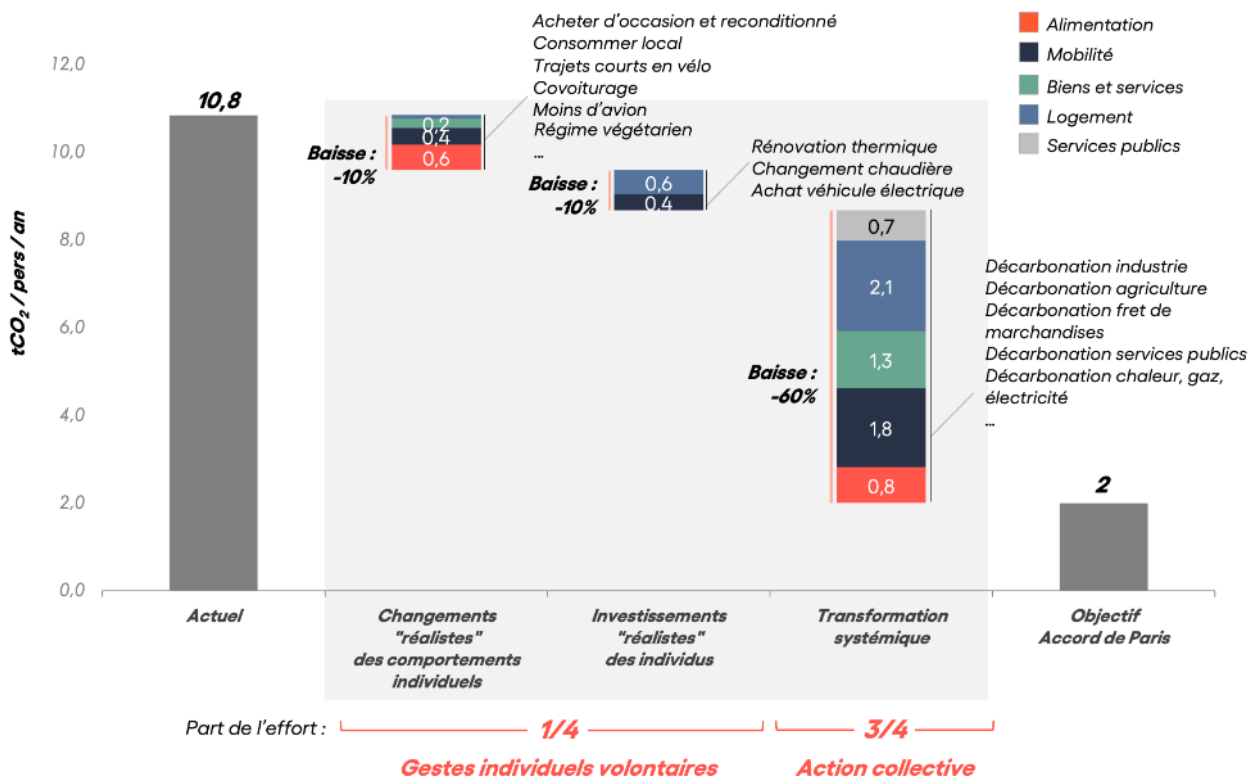 Acheter d'occasion et reconditionné
Consommer local
Trajets courts en vélo
Covoiturage
Moins d'avion
Régime végétarien
...
Alimentation
Mobilité
Biens et services
Logement
Services publics
tCO2 / pers / an
12,0
10,0
8,0
6,0
4,0
2,0
0,0
10,8
Baisse :
-10%
0,2
0,4
0,6
Baisse :
-10%
0,6
0,4
Rénovation thermique
Changement chaudière
Achat véhicule électrique
Baisse :
-60%
0,7
2,1
1,3
1,8
0,8
Décarbonation industrie
Décarbonation agriculture
Décarbonation fret de
marchandises
Décarbonation services publics
Décarbonation chaleur, gaz,
électricité
...
2
Actuel
Changements
"réalistes"
des comportements
individuels
Investissements
"réalistes"
des individus
Transformation
systémique
Objectif
Accord de Paris
Part de l'effort :
1/4
3/4
Gestes individuels volontaires
Action collective